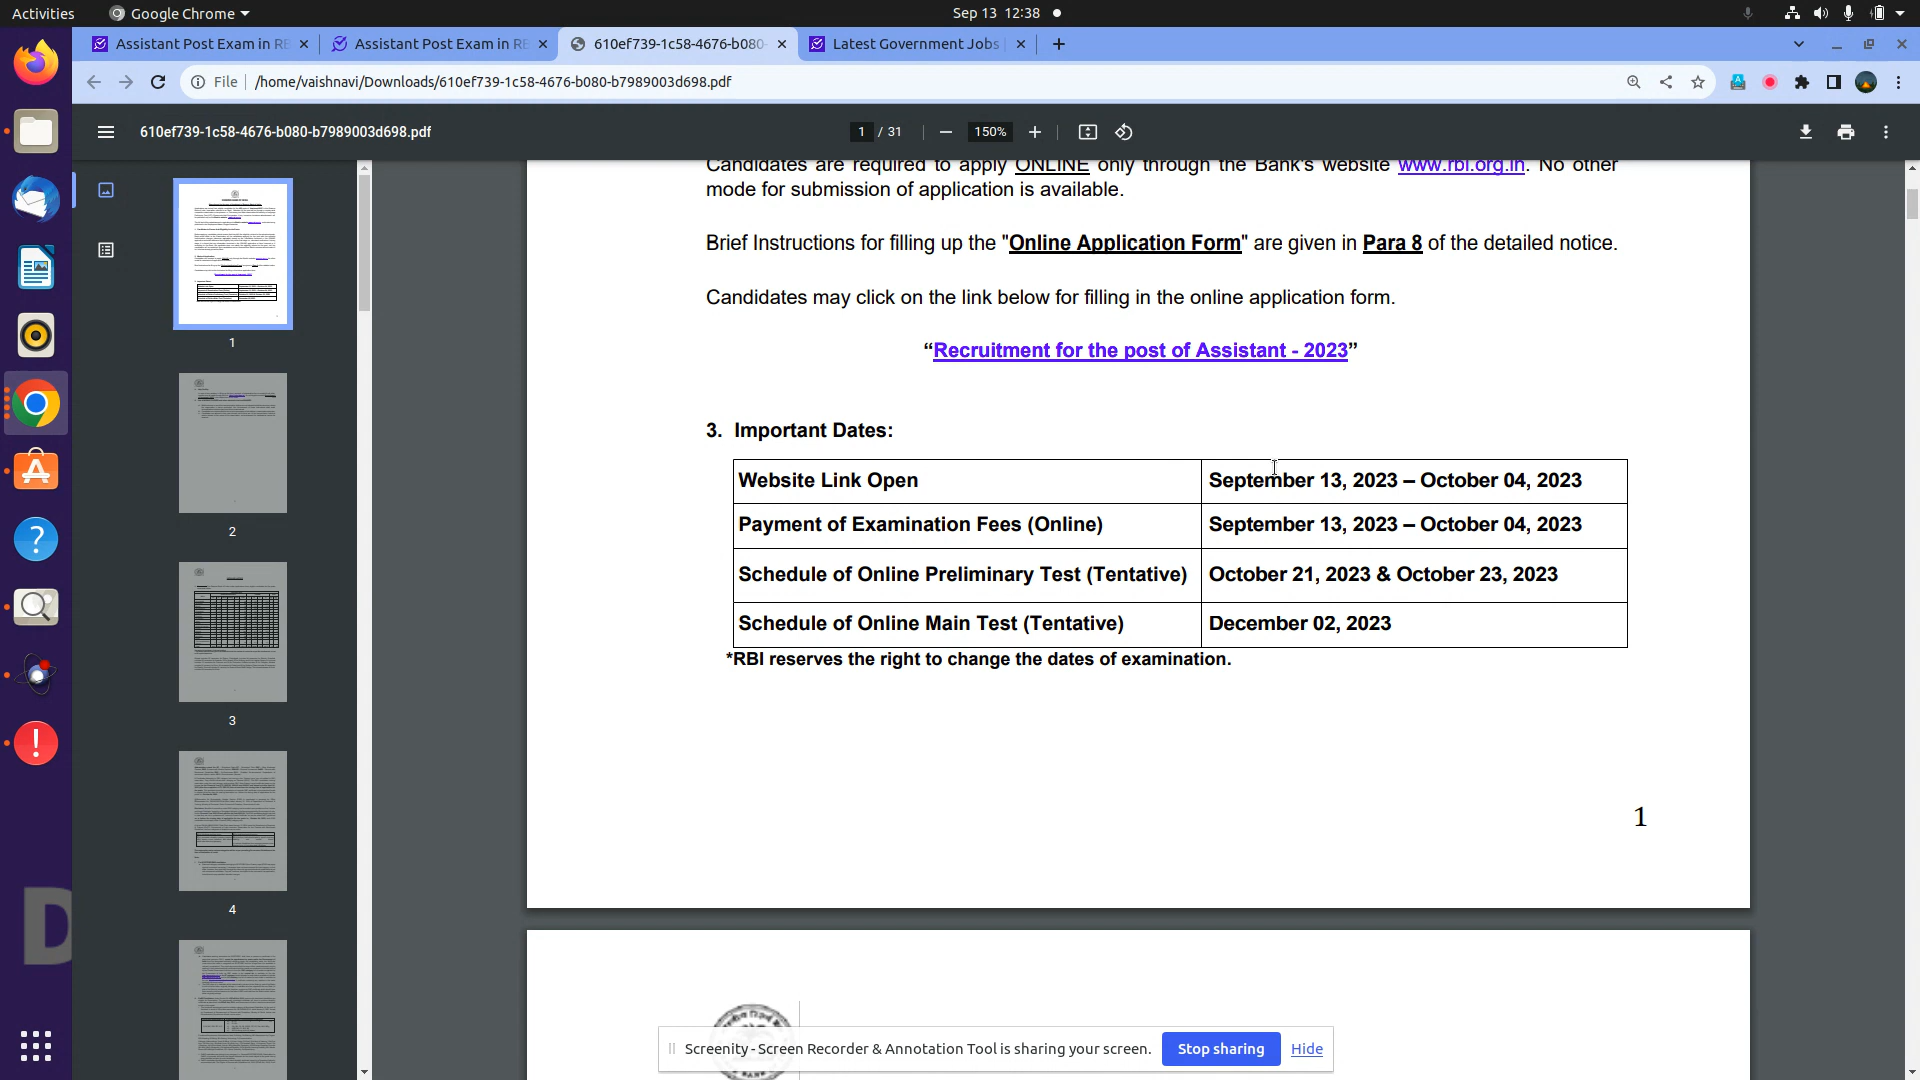 Activities
Google Chrome
Sep 13 12:38
Assistant Post Exam in RE
Assistant Post Exam in RE
610ef739-1c58-4676-b080-
Latest Government Jobs
File
/home/vaishnavi/Downloads/610ef739-1c58-4676-b080-b7989003d698.pdf
610ef739-1c58-4676-b080-b7989003d698.pdf
1 / 31
150%
1
2
3
4
Candidates are required to apply ONLINE only through the Bank's website www.rbi.org.in. No other
mode for submission of application is available.
Brief Instructions for filling up the "Online Application Form" are given in Para 8 of the detailed notice.
Candidates may click on the link below for filling in the online application form.
“Recruitment for the post of Assistant - 2023”
3. Important Dates:
Website Link Open September 13, 2023 – October 04, 2023
Payment of Examination Fees (Online) September 13, 2023 – October 04, 2023
Schedule of Online Preliminary Test (Tentative) October 21, 2023 & October 23, 2023
Schedule of Online Main Test (Tentative) December 02, 2023
*RBI reserves the right to change the dates of examination.
1
Screenity - Screen Recorder & Annotation Tool is sharing your screen.
Stop sharing
Hide